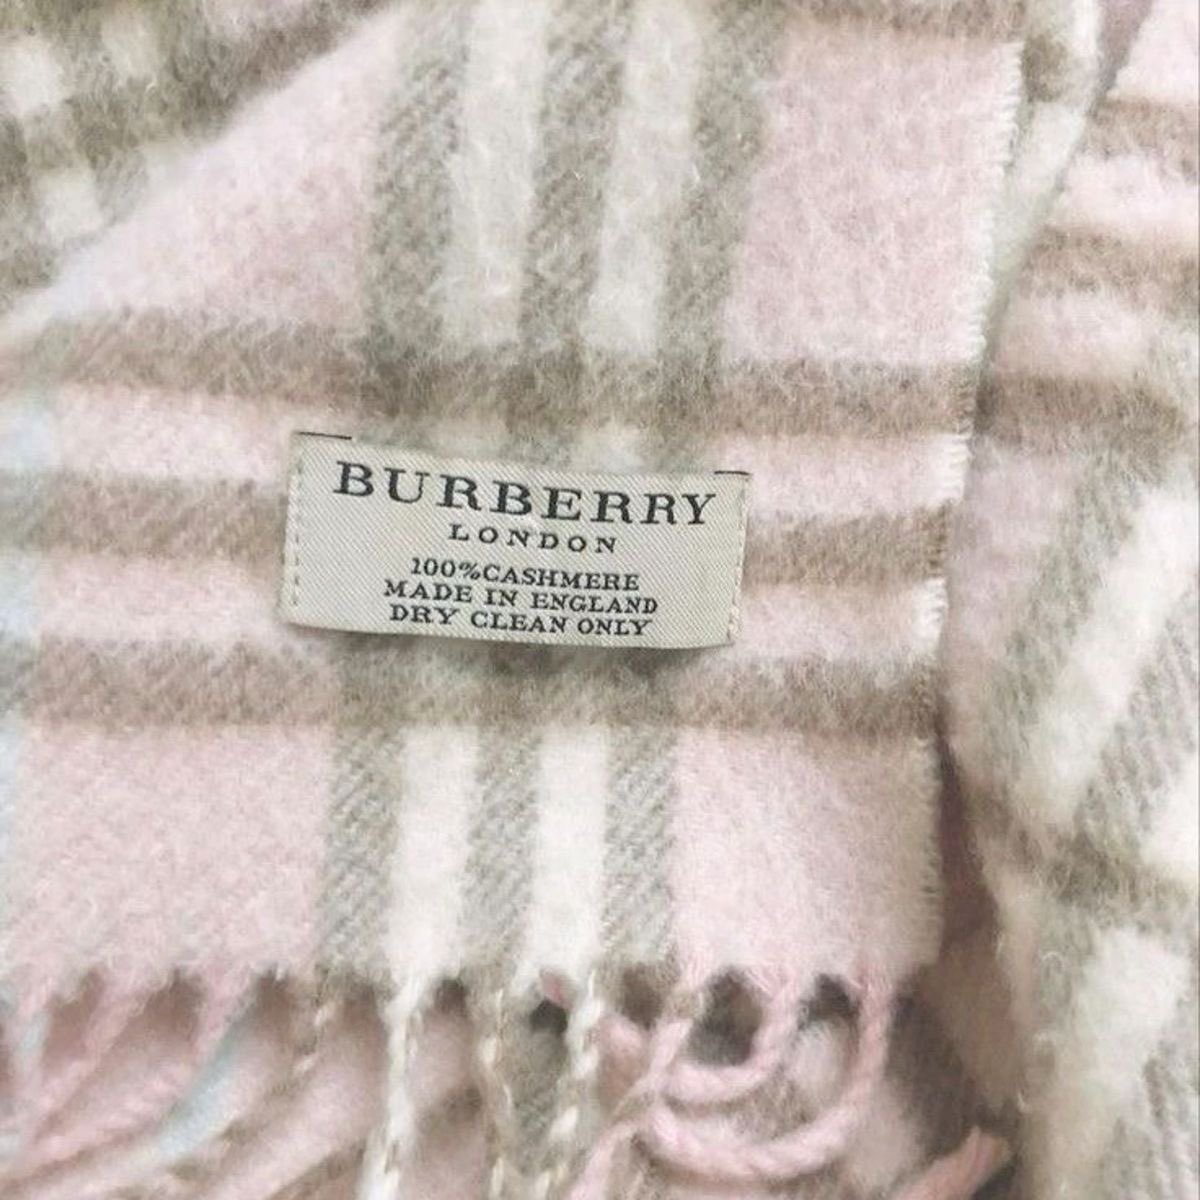 BURBERRY
LONDON
100%CASHMERE
MADE IN ENGLAND
DRY CLEAN ONLY